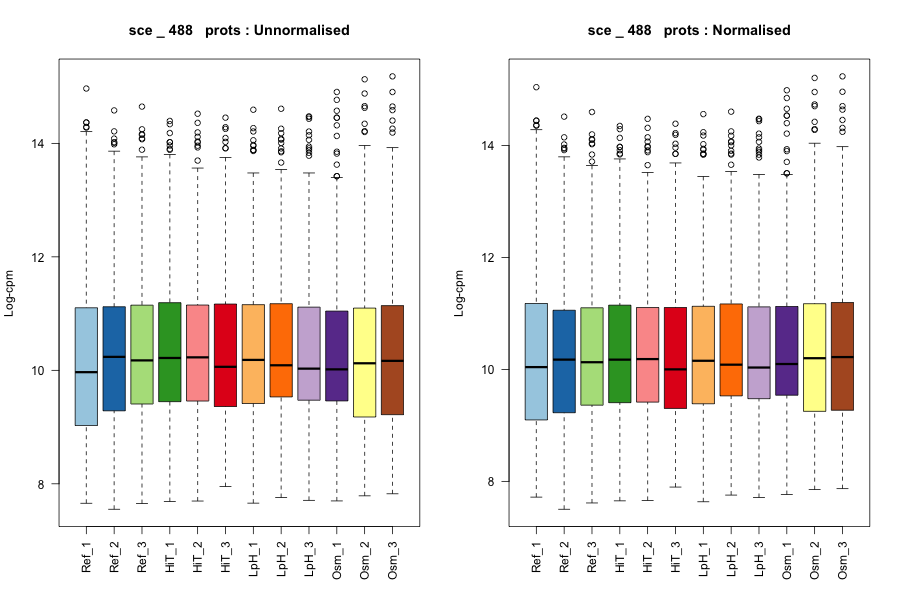 sce _ 488   prots : Unnormalised
Log-cpm
14
12
10
8
Ref_1
Ref_2
Ref_3
HiT_1
HiT_2
HiT_3
LpH_1
LpH_2
LpH_3
Osm_1
Osm_2
Osm_3
sce _ 488   prots : Normalised
Log-cpm
14
12
10
8
Ref_1
Ref_2
Ref_3
HiT_1
HiT_2
HiT_3
LpH_1
LpH_2
LpH_3
Osm_1
Osm_2
Osm_3